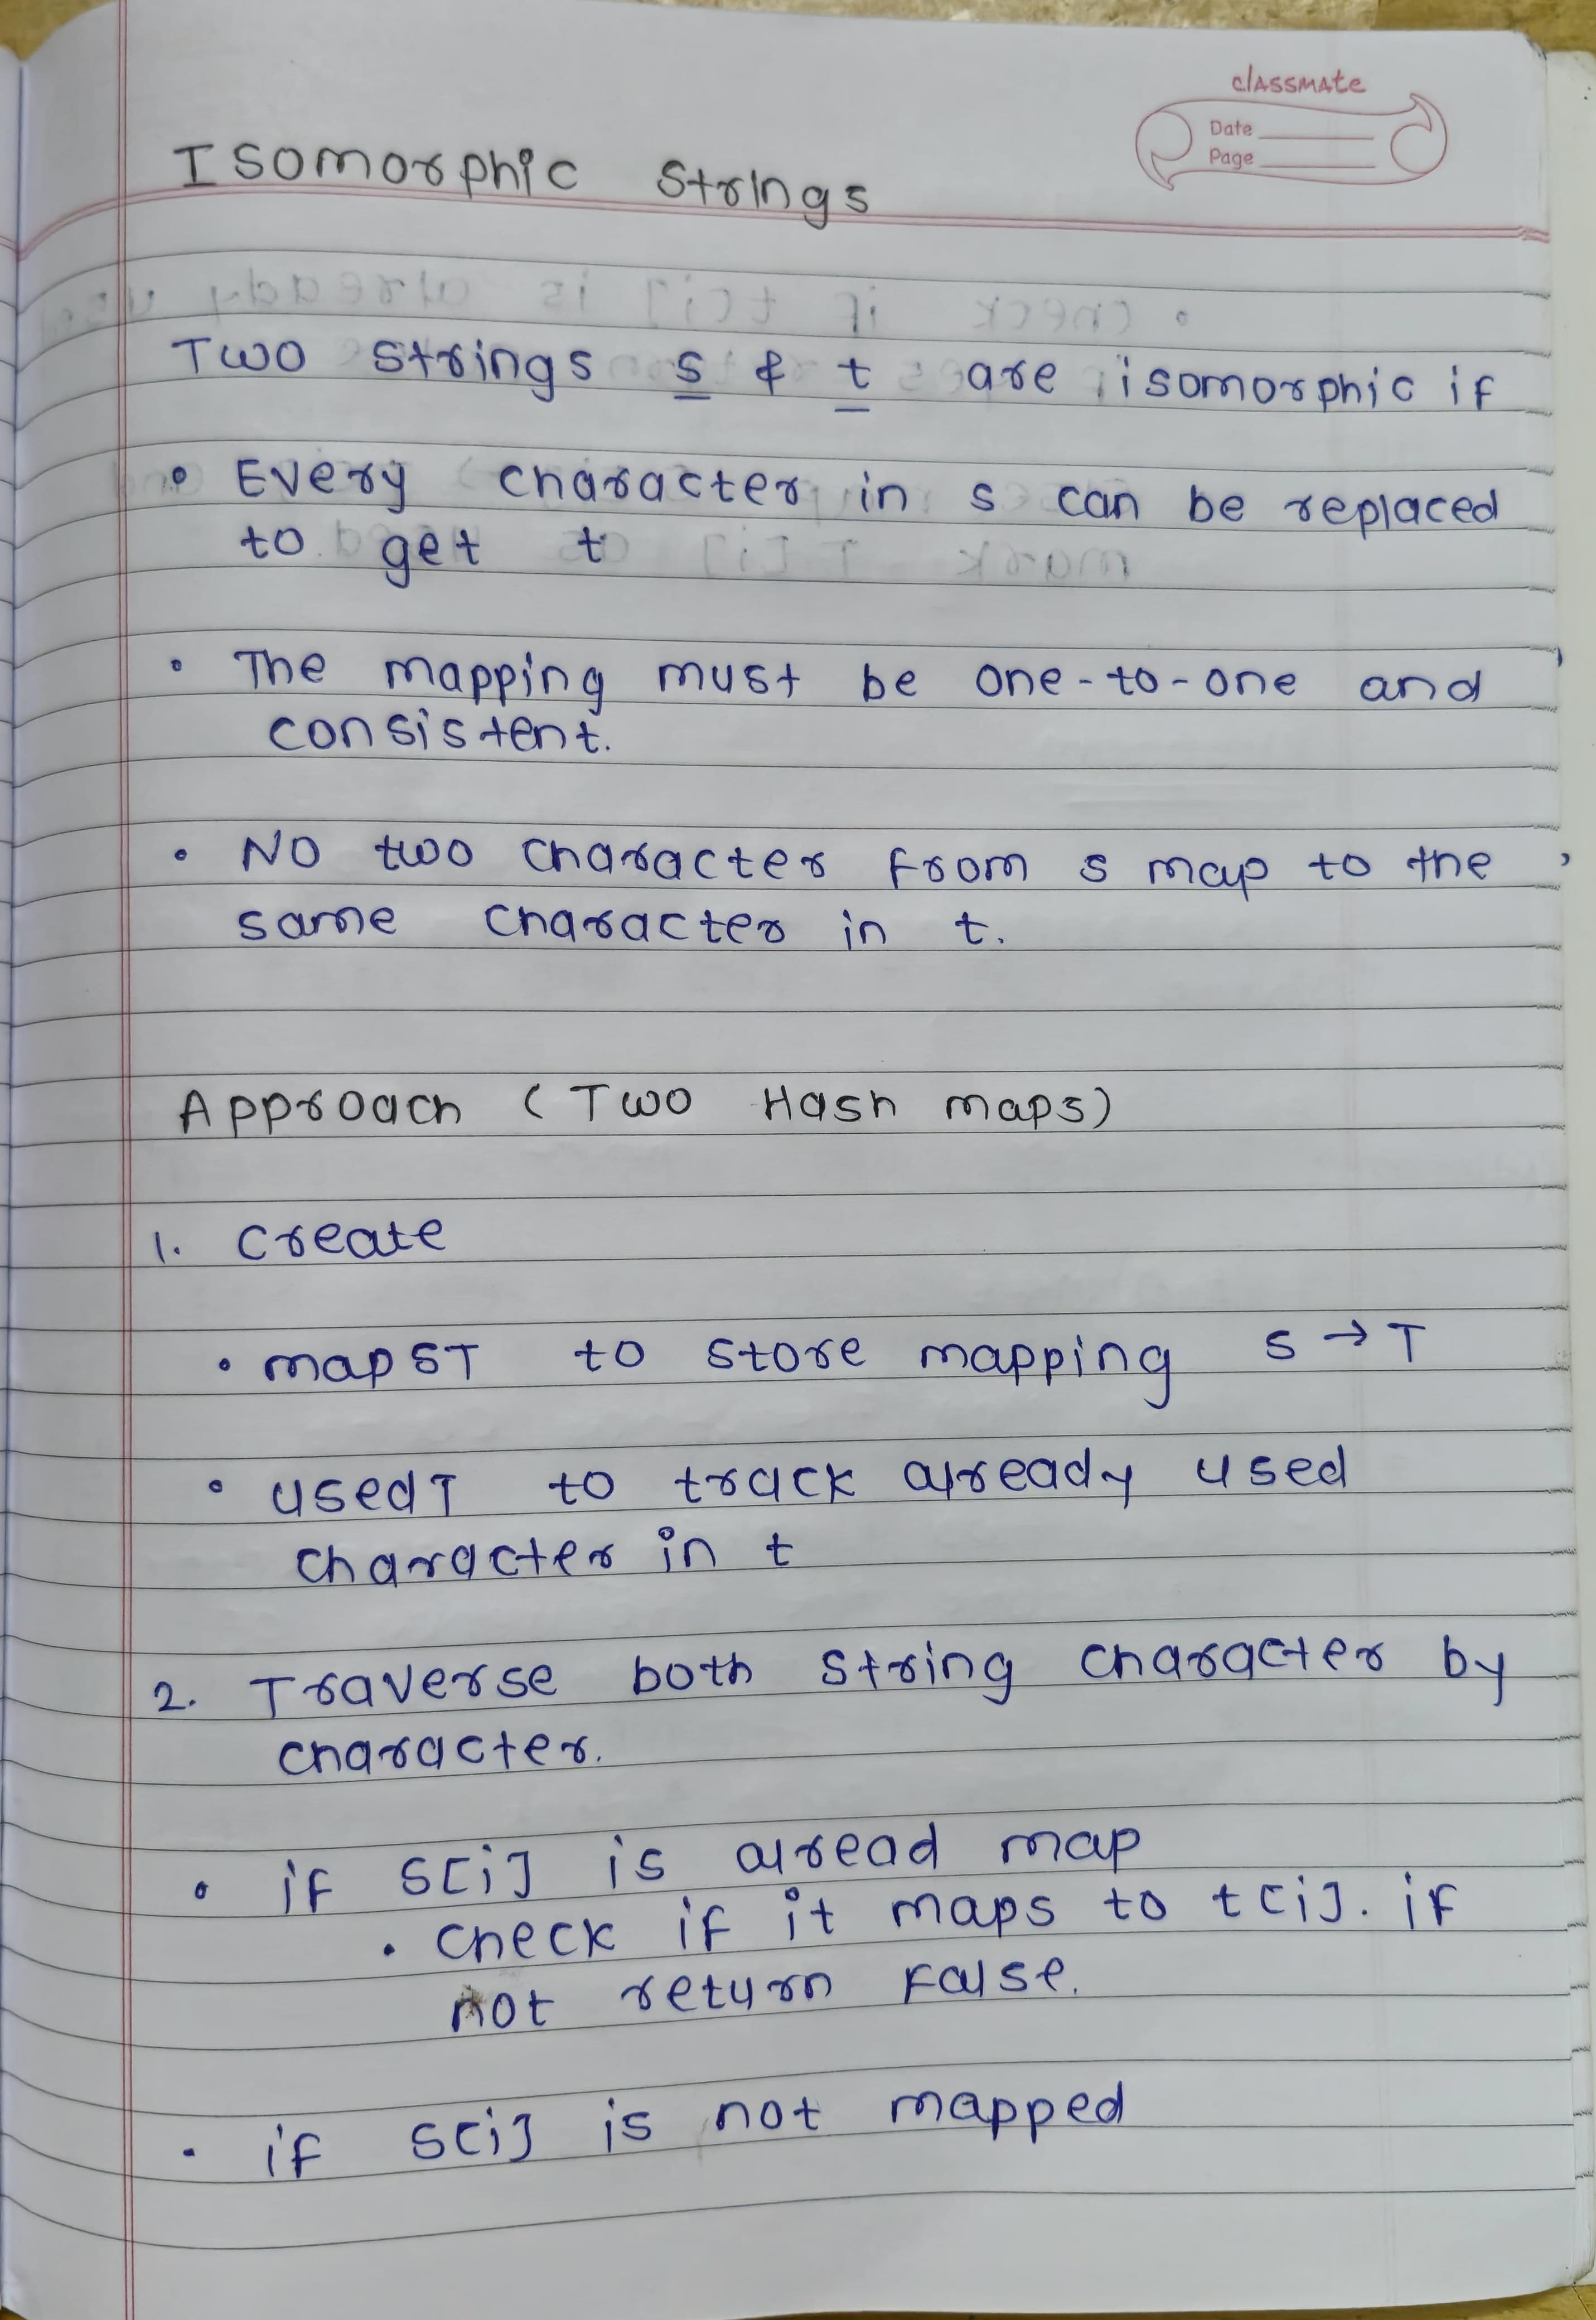 classmate
Date
Page
Isomorphic Strings
Two strings s & t are isomorphic if
• Every character in s can be replaced
to get t
• The mapping must be one-to-one and
consistent.
• No two character from s map to the
same character in t.
Approach (Two Hash maps)
1. Create
• mapST to store mapping S → T
• usedT to track already used
character in t
2. Traverse both string character by
character.
• if S[i] is alread map
• check if it maps to t[i]. if
not return False.
• if S[i] is not mapped